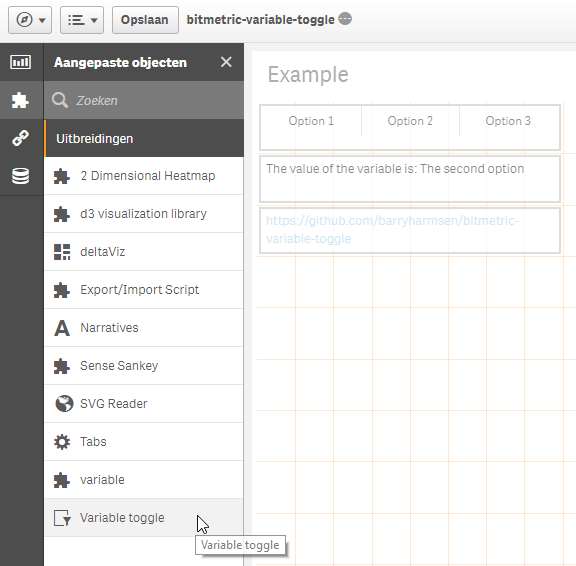 Opslaan bitmetric-variable-toggle
Aangepaste objecten
Zoeken
Uitbreidingen
2 Dimensional Heatmap
d3 visualization library
deltaViz
Export/Import Script
Narratives
Sense Sankey
SVG Reader
Tabs
variable
Variable toggle
Variable toggle
Example
Option 1 Option 2 Option 3
The value of the variable is: The second option
https://github.com/barryharmsen/bitmetric-
variable-toggle